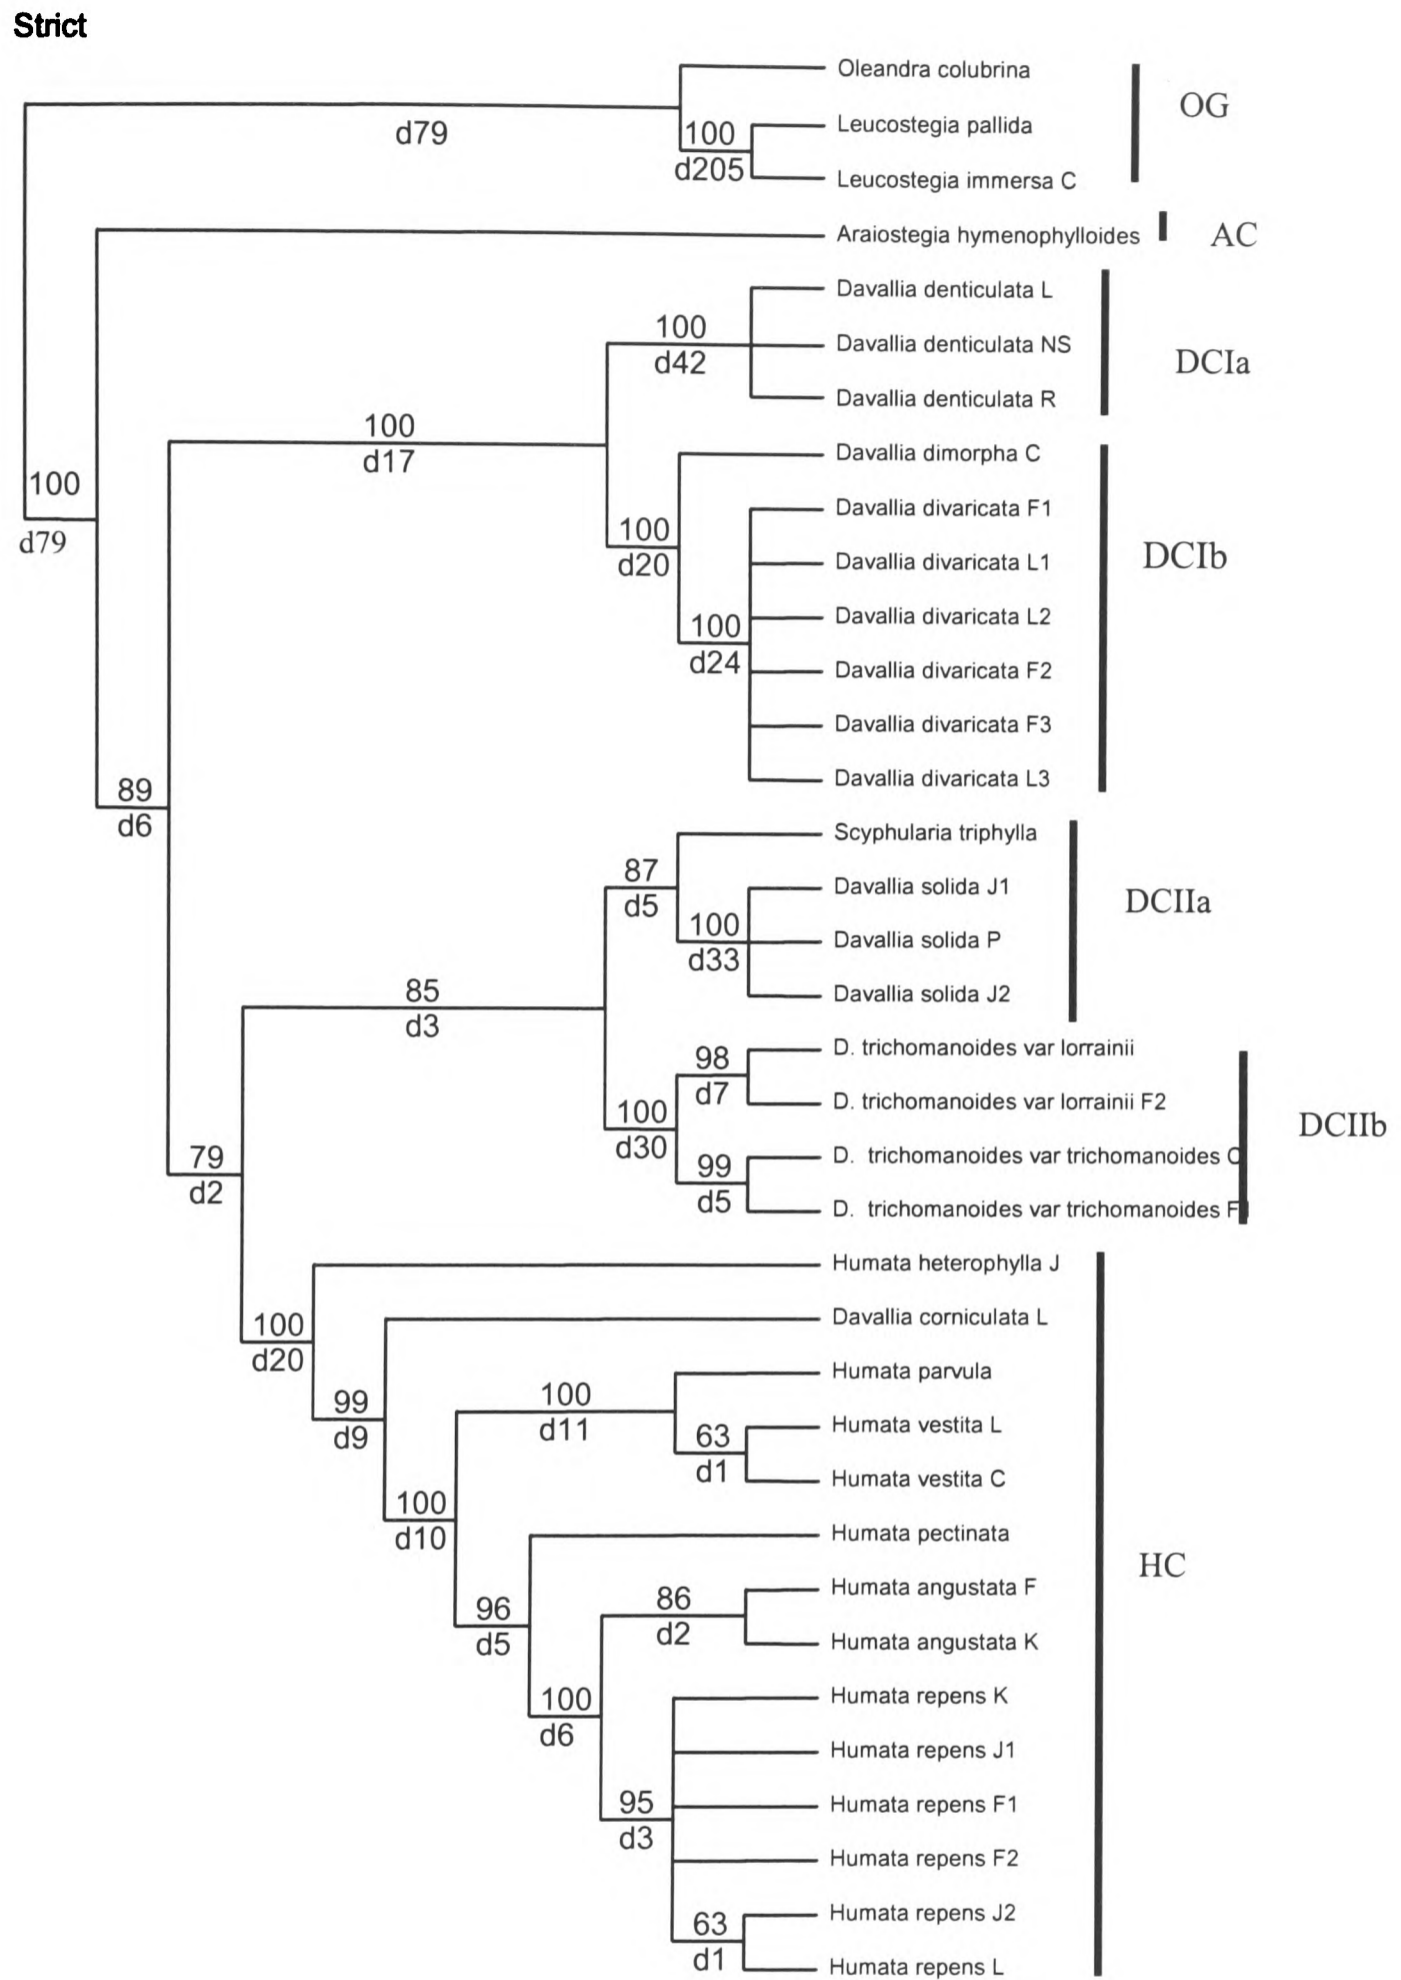 Strict
Oleandra colubrina
OG
d79
100
Leucostegia pallida
d205
Leucostegia immersa C
Araiostegia hymenophylloides
AC
Davallia denticulata L
100
d42
Davallia denticulata NS
DCIa
Davallia denticulata R
100
d17
Davallia dimorpha C
100
d79
Davallia divaricata F1
100
d20
DCIb
Davallia divaricata L1
Davallia divaricata L2
100
d24
Davallia divaricata F2
Davallia divaricata F3
Davallia divaricata L3
89
d6
Scyphularia triphylla
87
d5
Davallia solida J1
DCIIa
100
d33
Davallia solida P
Davallia solida J2
85
d3
D. trichomanoides var lorrainii
98
d7
D. trichomanoides var lorrainii F2
100
d30
DCIIb
D. trichomanoides var trichomanoides C
99
d5
D. trichomanoides var trichomanoides F
79
d2
Humata heterophylla J
100
d20
Davallia corniculata L
Humata parvula
99
d9
100
d11
Humata vestita L
63
d1
Humata vestita C
100
d10
Humata pectinata
HC
Humata angustata F
86
d2
96
d5
Humata angustata K
Humata repens K
100
d6
Humata repens J1
Humata repens F1
95
d3
Humata repens F2
Humata repens J2
63
d1
Humata repens L